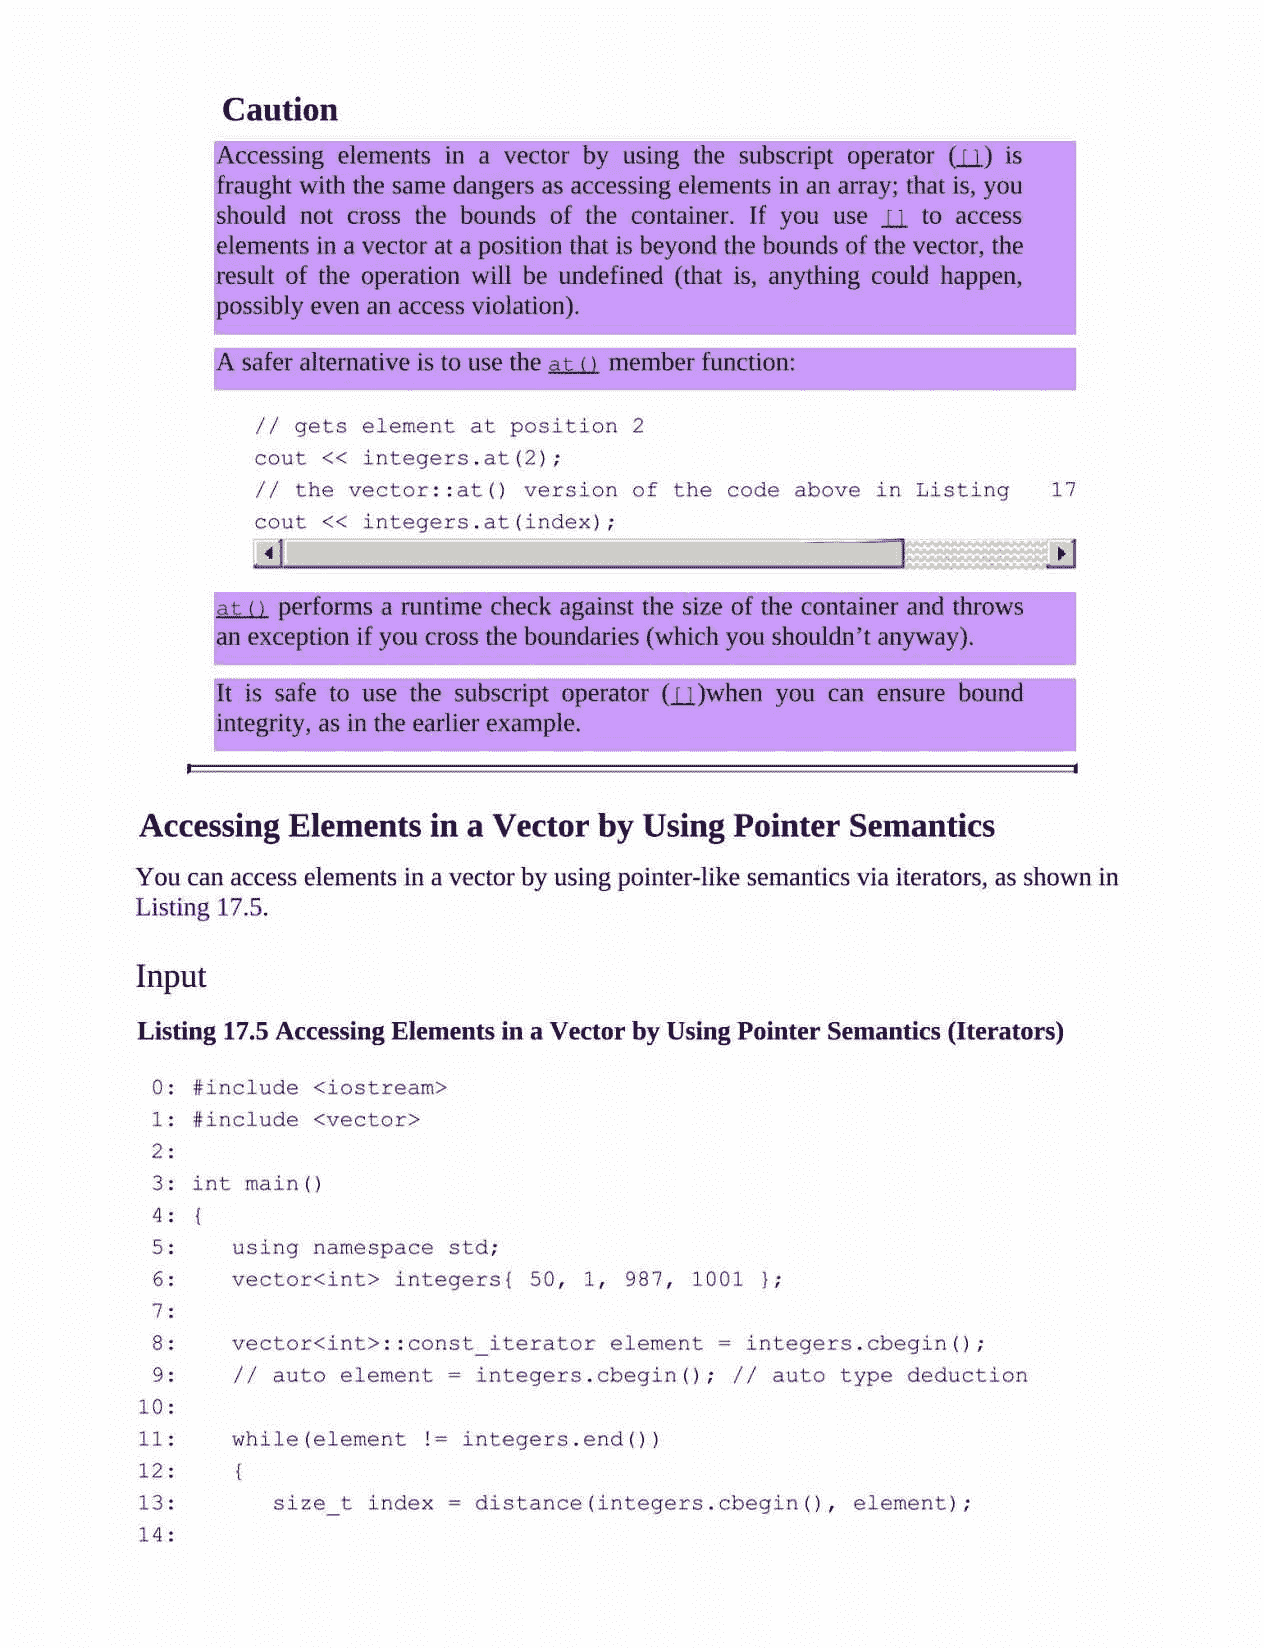 Caution
Accessing elements in a vector by using the subscript operator ([]) is
fraught with the same dangers as accessing elements in an array; that is, you
should not cross the bounds of the container. If you use [] to access
elements in a vector at a position that is beyond the bounds of the vector, the
result of the operation will be undefined (that is, anything could happen,
possibly even an access violation).
A safer alternative is to use the at() member function:
// gets element at position 2
cout << integers.at(2);
// the vector::at() version of the code above in Listing 17
cout << integers.at(index);
at() performs a runtime check against the size of the container and throws
an exception if you cross the boundaries (which you shouldn’t anyway).
It is safe to use the subscript operator ([])when you can ensure bound
integrity, as in the earlier example.
Accessing Elements in a Vector by Using Pointer Semantics
You can access elements in a vector by using pointer-like semantics via iterators, as shown in
Listing 17.5.
Input
Listing 17.5 Accessing Elements in a Vector by Using Pointer Semantics (Iterators)
0: #include <iostream>
1: #include <vector>
2:
3: int main()
4: {
5:    using namespace std;
6:    vector<int> integers{ 50, 1, 987, 1001 };
7:
8:    vector<int>::const_iterator element = integers.cbegin();
9:    // auto element = integers.cbegin(); // auto type deduction
10:
11:    while(element != integers.end())
12:    {
13:       size_t index = distance(integers.cbegin(), element);
14: